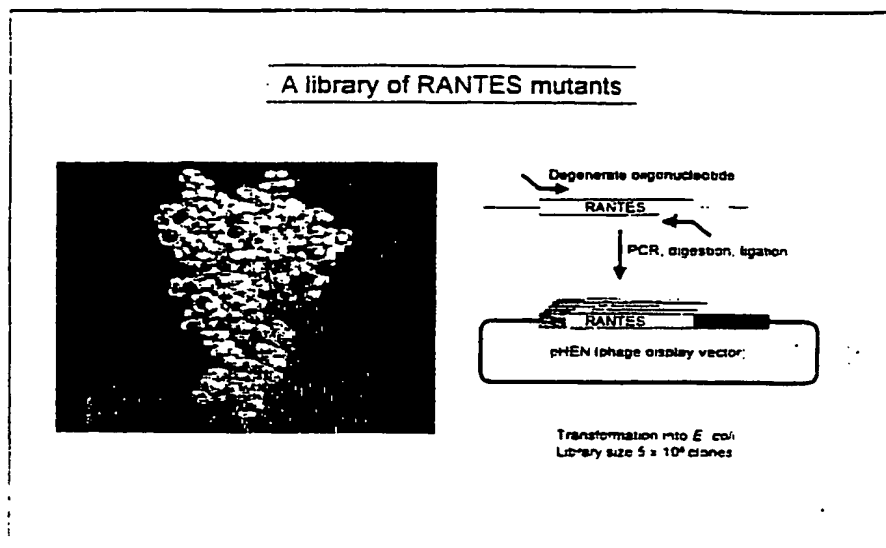 A library of RANTES mutants
Degenerate oligonucleotide
RANTES
PCR, digestion, ligation
RANTES
pHEN (phage display vector)
Transformation into E. coli
Library size 5 x 10 clones